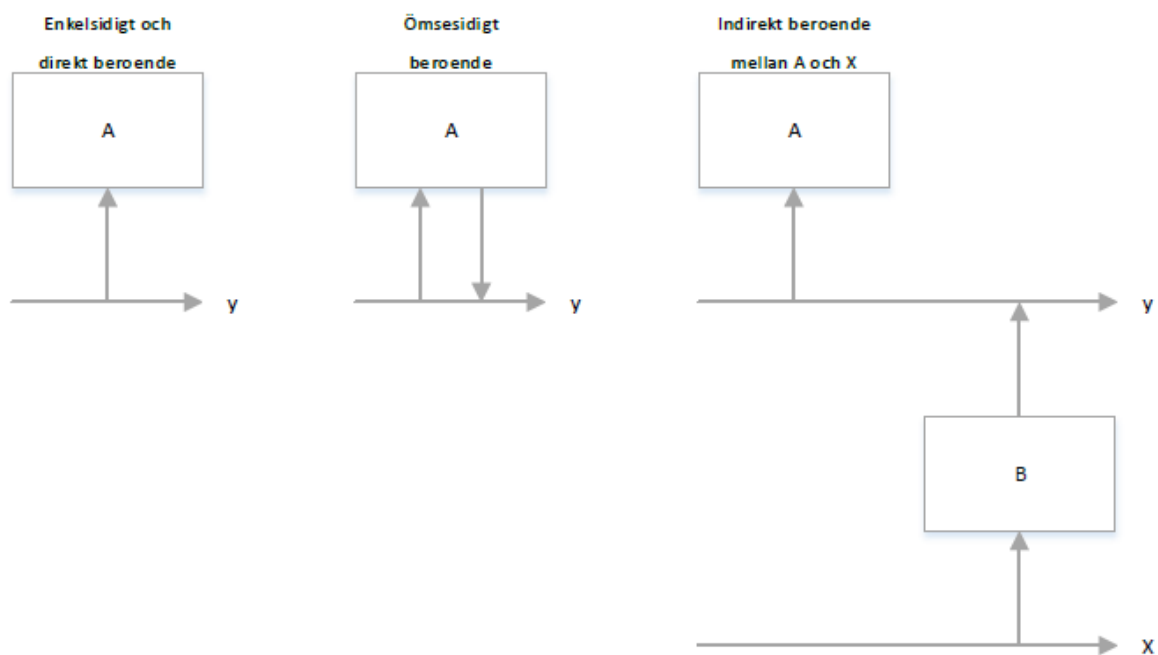 Enkelsidigt och
direkt beroende
A
y
Ömsesidigt
beroende
A
y
Indirekt beroende
mellan A och X
A
y
B
X